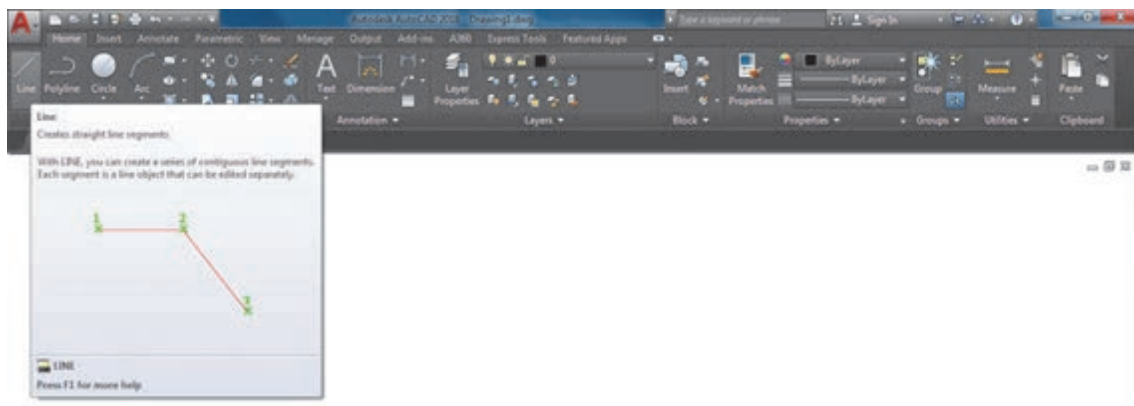 Autodesk AutoCAD 2018 Drawing1.dwg
Type a keyword or phrase
Sign In
Home Insert Annotate Parametric View Manage Output Add-ins A360 Express Tools Featured Apps
0
ByLayer
Line Polyline Circle Arc Text Dimension Layer Properties Insert Match Properties ByLayer ByLayer Group Measure Paste
Annotation Layers Block Properties Groups Utilities Clipboard
Line
Creates straight line segments
With LINE, you can create a series of contiguous line segments.
Each segment is a line object that can be edited separately.
1 2
3
LINE
Press F1 for more help